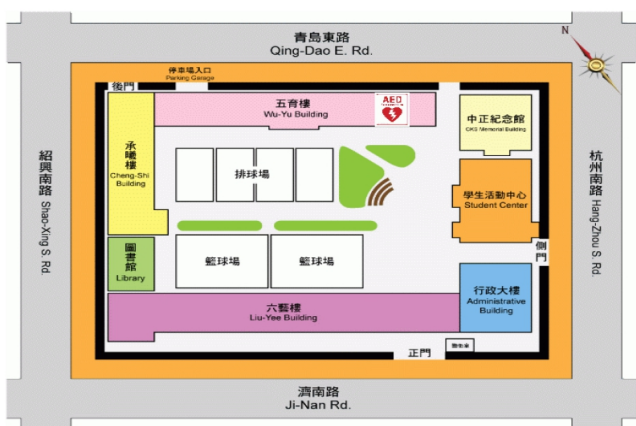 青島東路
Qing-Dao E. Rd.
N
停車場入口
Parking Garage
後門
五育樓
Wu-Yu Building
AED
中正紀念館
CKS Memorial Building
承曦樓
Cheng-Shi
Building
排球場
學生活動中心
Student Center
紹興南路 Shao-Xing S. Rd.
杭州南路 Hang-Zhou S. Rd.
側門
圖書館
Library
籃球場
籃球場
行政大樓
Administrative
Building
六藝樓
Liu-Yee Building
正門
濟南路
Ji-Nan Rd.